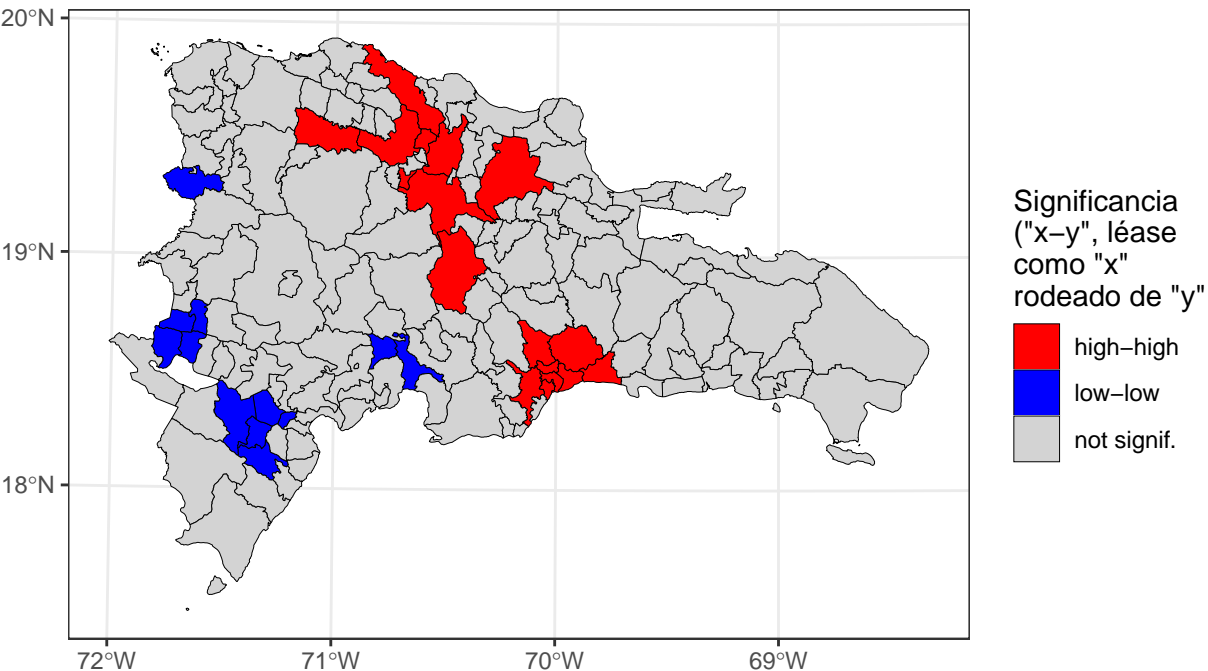 20°N
19°N
18°N
72°W
71°W
70°W
69°W
Significancia
("x−y", léase
como "x"
rodeado de "y"
high−high
low−low
not signif.